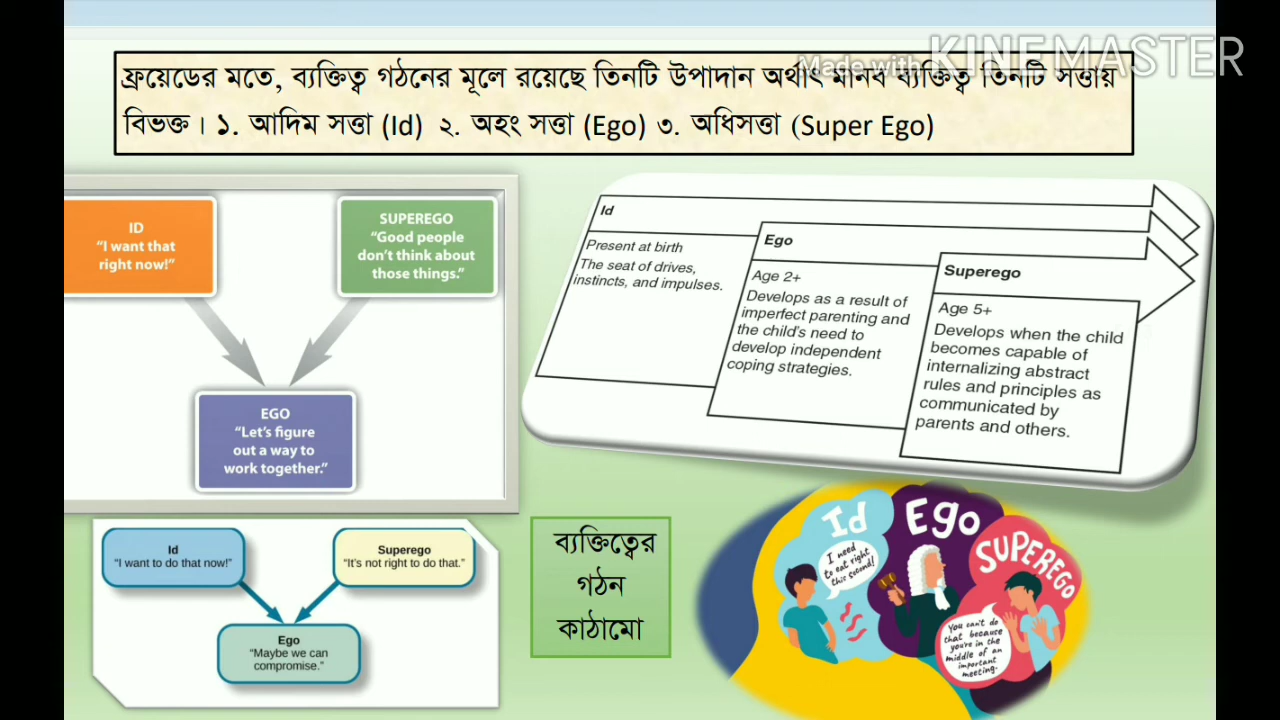 Made with KINEMASTER
ফ্রয়েডের মতে, ব্যক্তিত্ব গঠনের মূলে রয়েছে তিনটি উপাদান অর্থাৎ মানব ব্যক্তিত্ব তিনটি সত্তায়
বিভক্ত। ১. আদিম সত্তা (Id) ২. অহং সত্তা (Ego) ৩. অধিসত্তা (Super Ego)
ID
“I want that
right now!”
SUPEREGO
“Good people
don’t think about
those things.”
EGO
“Let’s figure
out a way to
work together.”
Id
Present at birth
The seat of drives,
instincts, and impulses.
Ego
Age 2+
Develops as a result of
imperfect parenting and
the child’s need to
develop independent
coping strategies.
Superego
Age 5+
Develops when the child
becomes capable of
internalizing abstract
rules and principles as
communicated by
parents and others.
Id
“I want to do that now!”
Superego
“It’s not right to do that.”
Ego
“Maybe we can
compromise.”
ব্যক্তিত্বের
গঠন
কাঠামো
Id
I need
to eat right
this second!
Ego
SUPEREGO
You can't do
that because
you're in the
middle of an
important
meeting.